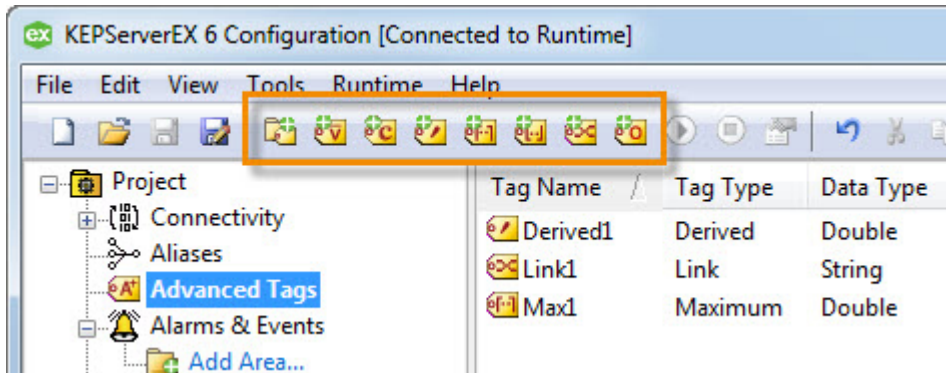 KEPServerEX 6 Configuration [Connected to Runtime]
File Edit View Tools Runtime Help
Project
Connectivity
Aliases
Advanced Tags
Alarms & Events
Add Area...
Tag Name Tag Type Data Type
Derived1 Derived Double
Link1 Link String
Max1 Maximum Double